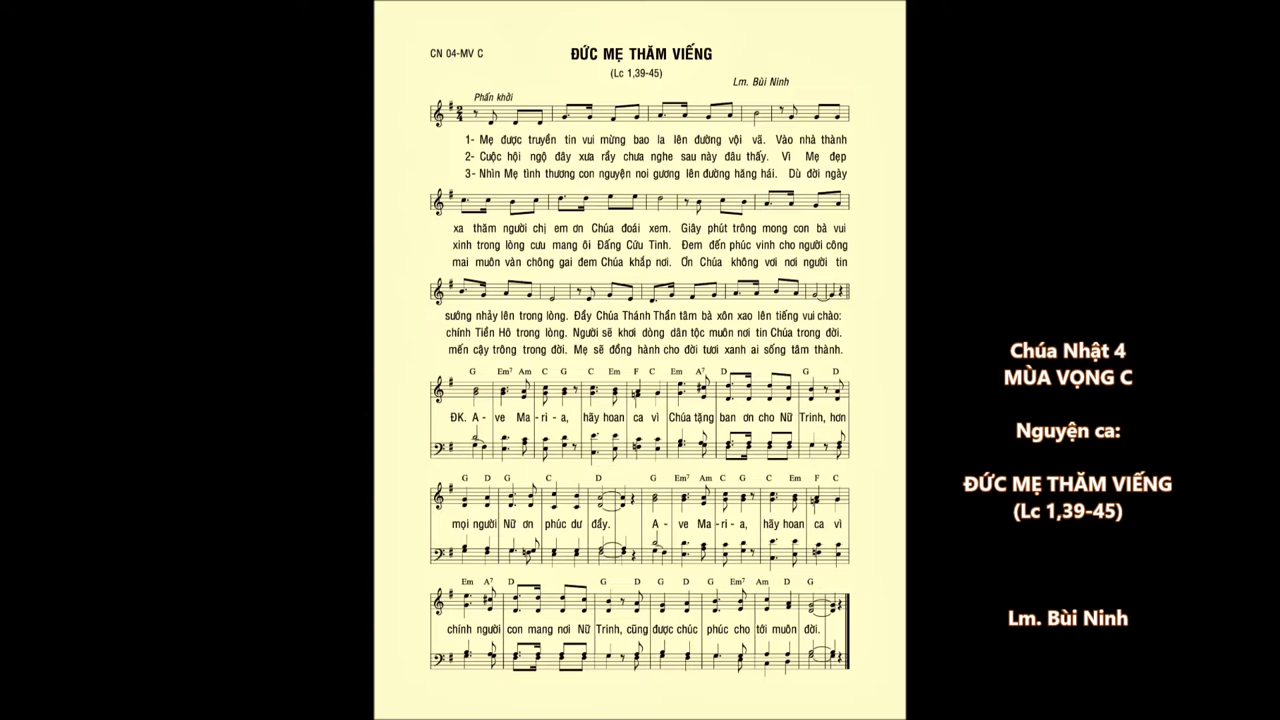 CN 04-MV C
ĐỨC MẸ THĂM VIẾNG
(Lc 1,39-45)
Lm. Bùi Ninh
Phấn khởi
2
4
1- Mẹ được truyền tin vui mừng bao la lên đường vội vã. Vào nhà thành
2- Cuộc hội ngộ đây xưa rầy chưa nghe sau này đâu thấy. Vì Mẹ đẹp
3- Nhìn Mẹ tình thương con nguyện noi gương lên đường hăng hái. Dù đời ngày
xa thăm người chị em ơn Chúa đoái xem. Giây phút trông mong con bà vui
xinh trong lòng cưu mang ôi Đấng Cứu Tinh. Đem đến phúc vinh cho người công
mai muôn vàn chông gai đem Chúa khắp nơi. Ơn Chúa không vơi nơi người tin
sướng nhảy lên trong lòng. Đầy Chúa Thánh Thần tâm bà xôn xao lên tiếng vui chào:
chính Tiền Hô trong lòng. Người sẽ khơi dòng dân tộc muôn nơi tin Chúa trong đời.
mến cậy trông trong đời. Mẹ sẽ đồng hành cho đời tươi xanh ai sống tâm thành.
G Em7 Am C G C Em F C Em A7 D G D
ĐK. A - ve Ma - ri - a, hãy hoan ca vì Chúa tặng ban ơn cho Nữ Trinh, hơn
G D G C D G Em7 Am C G C Em F C
mọi người Nữ ơn phúc dư đầy. A - ve Ma - ri - a, hãy hoan ca vì
Em A7 D G D G D G Em7 Am D G
chính người con mang nơi Nữ Trinh, cũng được chúc phúc cho tới muôn đời.
Chúa Nhật 4
MÙA VỌNG C
Nguyện ca:
ĐỨC MẸ THĂM VIẾNG
(Lc 1,39-45)
Lm. Bùi Ninh